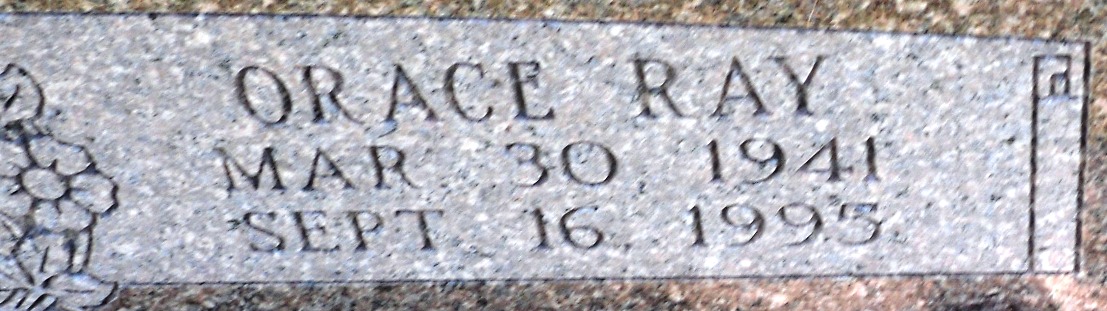 ORACE RAY
MAR 30 1941
SEPT 16 1995